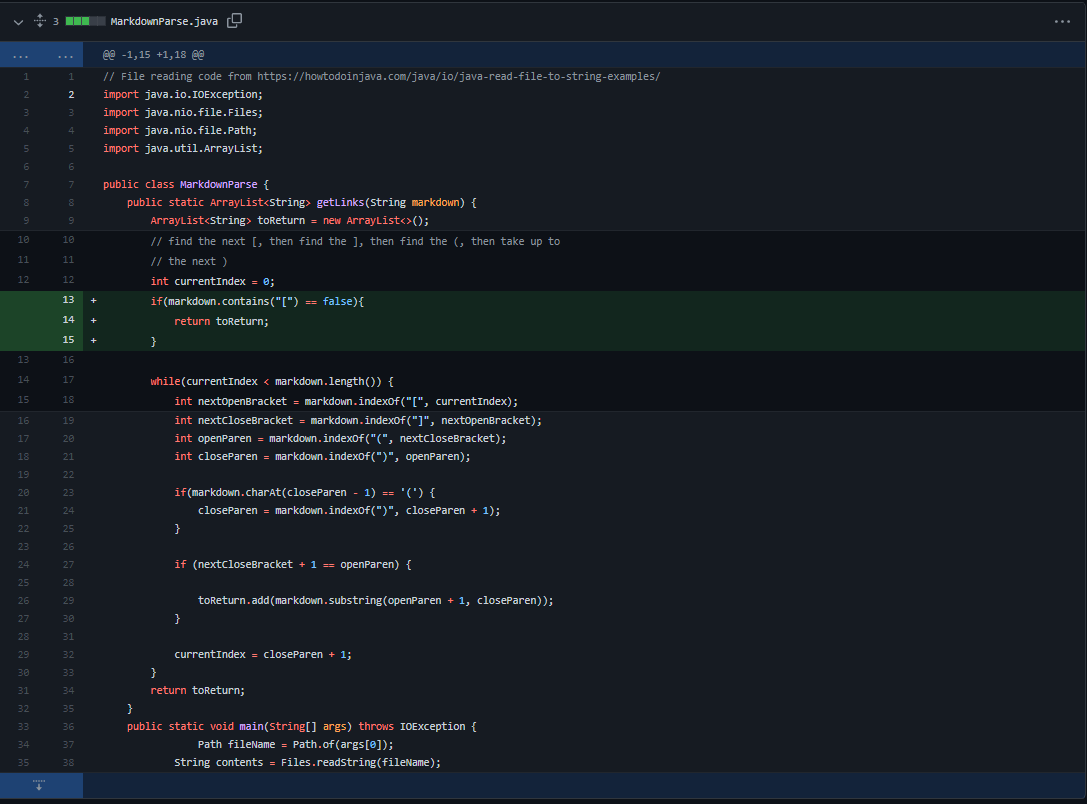 3 MarkdownParse.java
... ... @@ -1,15 +1,18 @@
1 1 // File reading code from https://howtodoinjava.com/java/io/java-read-file-to-string-examples/
2 2 import java.io.IOException;
3 3 import java.nio.file.Files;
4 4 import java.nio.file.Path;
5 5 import java.util.ArrayList;
6 6
7 7 public class MarkdownParse {
8 8 public static ArrayList<String> getLinks(String markdown) {
9 9 ArrayList<String> toReturn = new ArrayList<>();
10 10 // find the next [, then find the ], then find the (, then take up to
11 11 // the next )
12 12 int currentIndex = 0;
13 + if(markdown.contains("[") == false){
14 + return toReturn;
15 + }
13 16
14 17 while(currentIndex < markdown.length()) {
15 18 int nextOpenBracket = markdown.indexOf("[", currentIndex);
16 19 int nextCloseBracket = markdown.indexOf("]", nextOpenBracket);
17 20 int openParen = markdown.indexOf("(", nextCloseBracket);
18 21 int closeParen = markdown.indexOf(")", openParen);
19 22
20 23 if(markdown.charAt(closeParen - 1) == '(') {
21 24 closeParen = markdown.indexOf(")", closeParen + 1);
22 25 }
23 26
24 27 if (nextCloseBracket + 1 == openParen) {
25 28
26 29 toReturn.add(markdown.substring(openParen + 1, closeParen));
27 30 }
28 31
29 32 currentIndex = closeParen + 1;
30 33 }
31 34 return toReturn;
32 35 }
33 36 public static void main(String[] args) throws IOException {
34 37 Path fileName = Path.of(args[0]);
35 38 String contents = Files.readString(fileName);